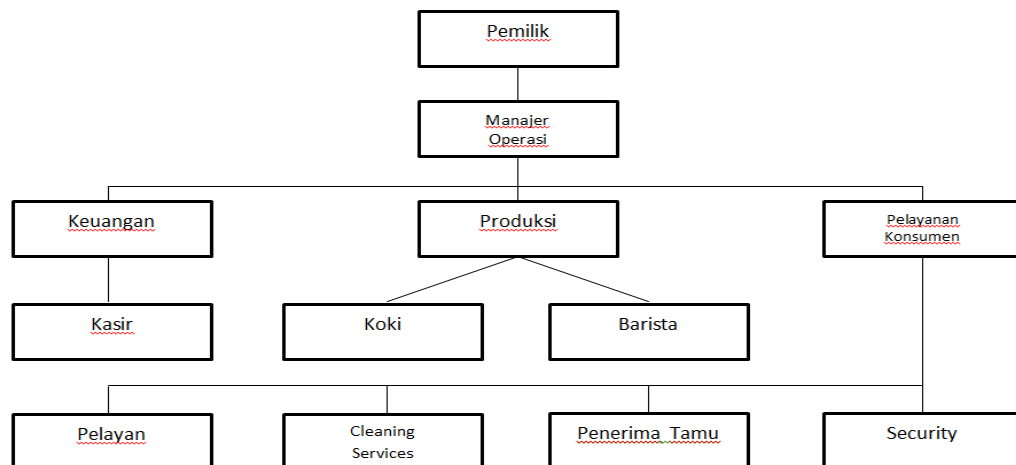 Pemilik
Manajer
Operasi
Keuangan
Produksi
Pelayanan
Konsumen
Kasir
Koki
Barista
Pelayan
Cleaning
Services
Penerima Tamu
Security